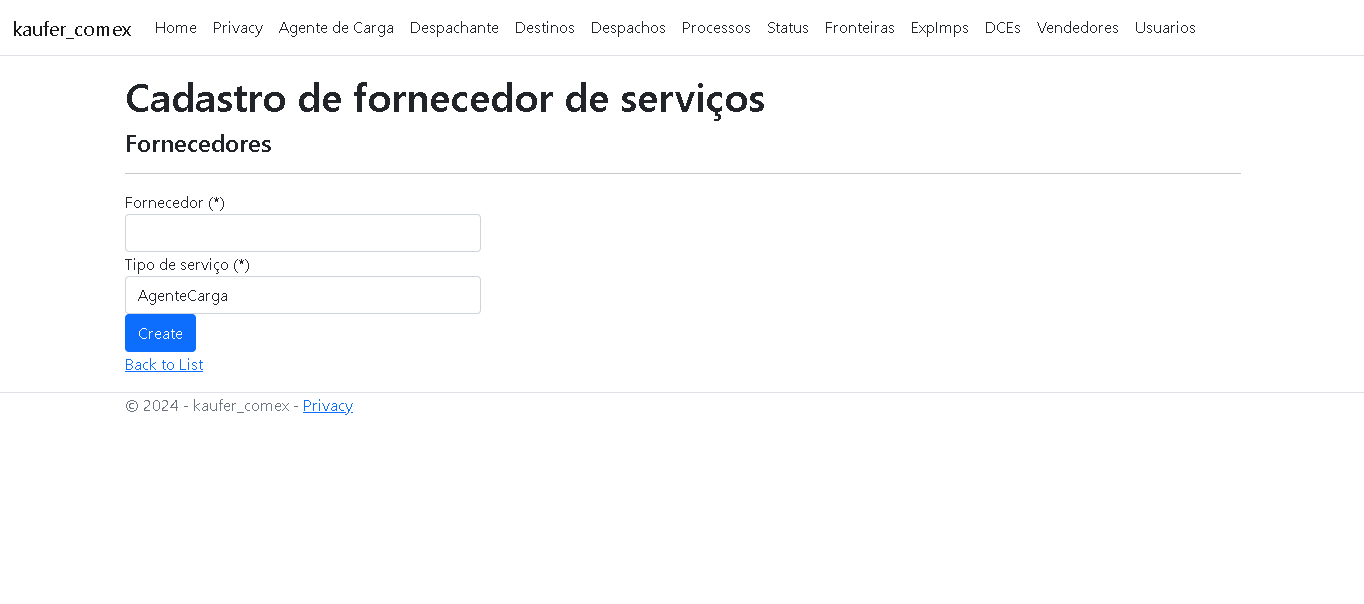 kaufer_comex Home Privacy Agente de Carga Despachante Destinos Despachos Processos Status Fronteiras ExpImps DCEs Vendedores Usuarios
Cadastro de fornecedor de serviços
Fornecedores
Fornecedor (*)
Tipo de serviço (*)
AgenteCarga
Create
Back to List
© 2024 - kaufer_comex - Privacy